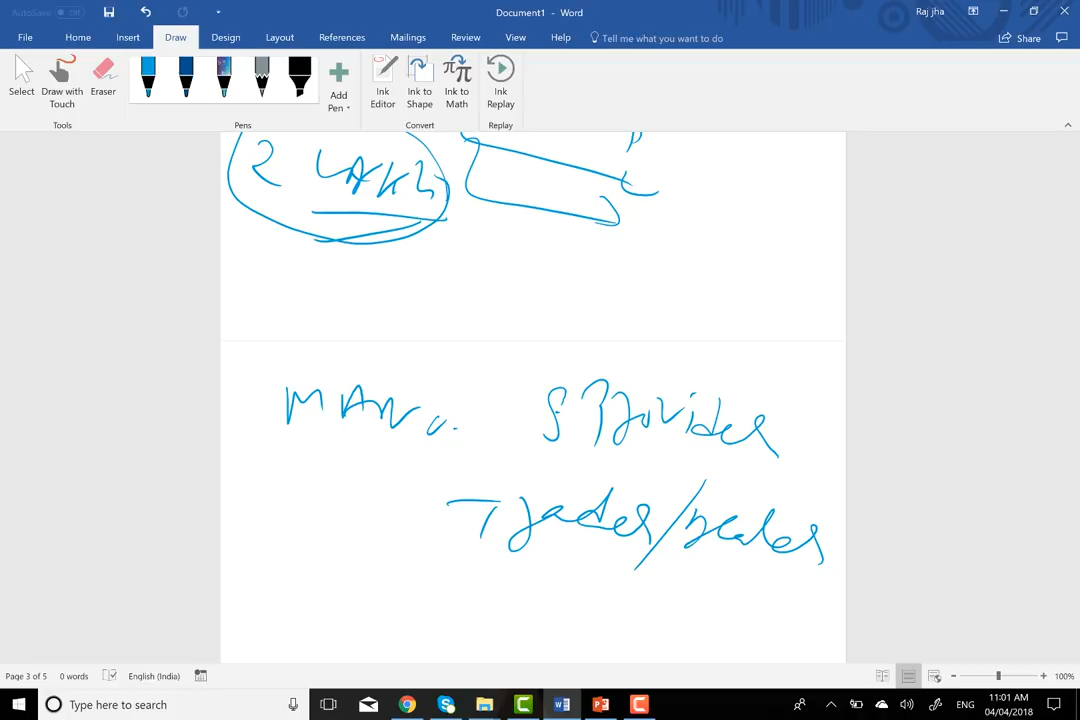 AutoSave Off
Document1 - Word
Raj jha
File Home Insert Draw Design Layout References Mailings Review View Help Tell me what you want to do
Share
Select
Draw with Touch
Eraser
Add Pen
Ink Editor
Ink to Shape
Ink to Math
Ink Replay
Tools
Pens
Convert
Replay
2 Lakh
MANU.
S Provider
Trader/Dealer
Page 3 of 5 0 words English (India)
100%
Type here to search
ENG
11:01 AM
04/04/2018